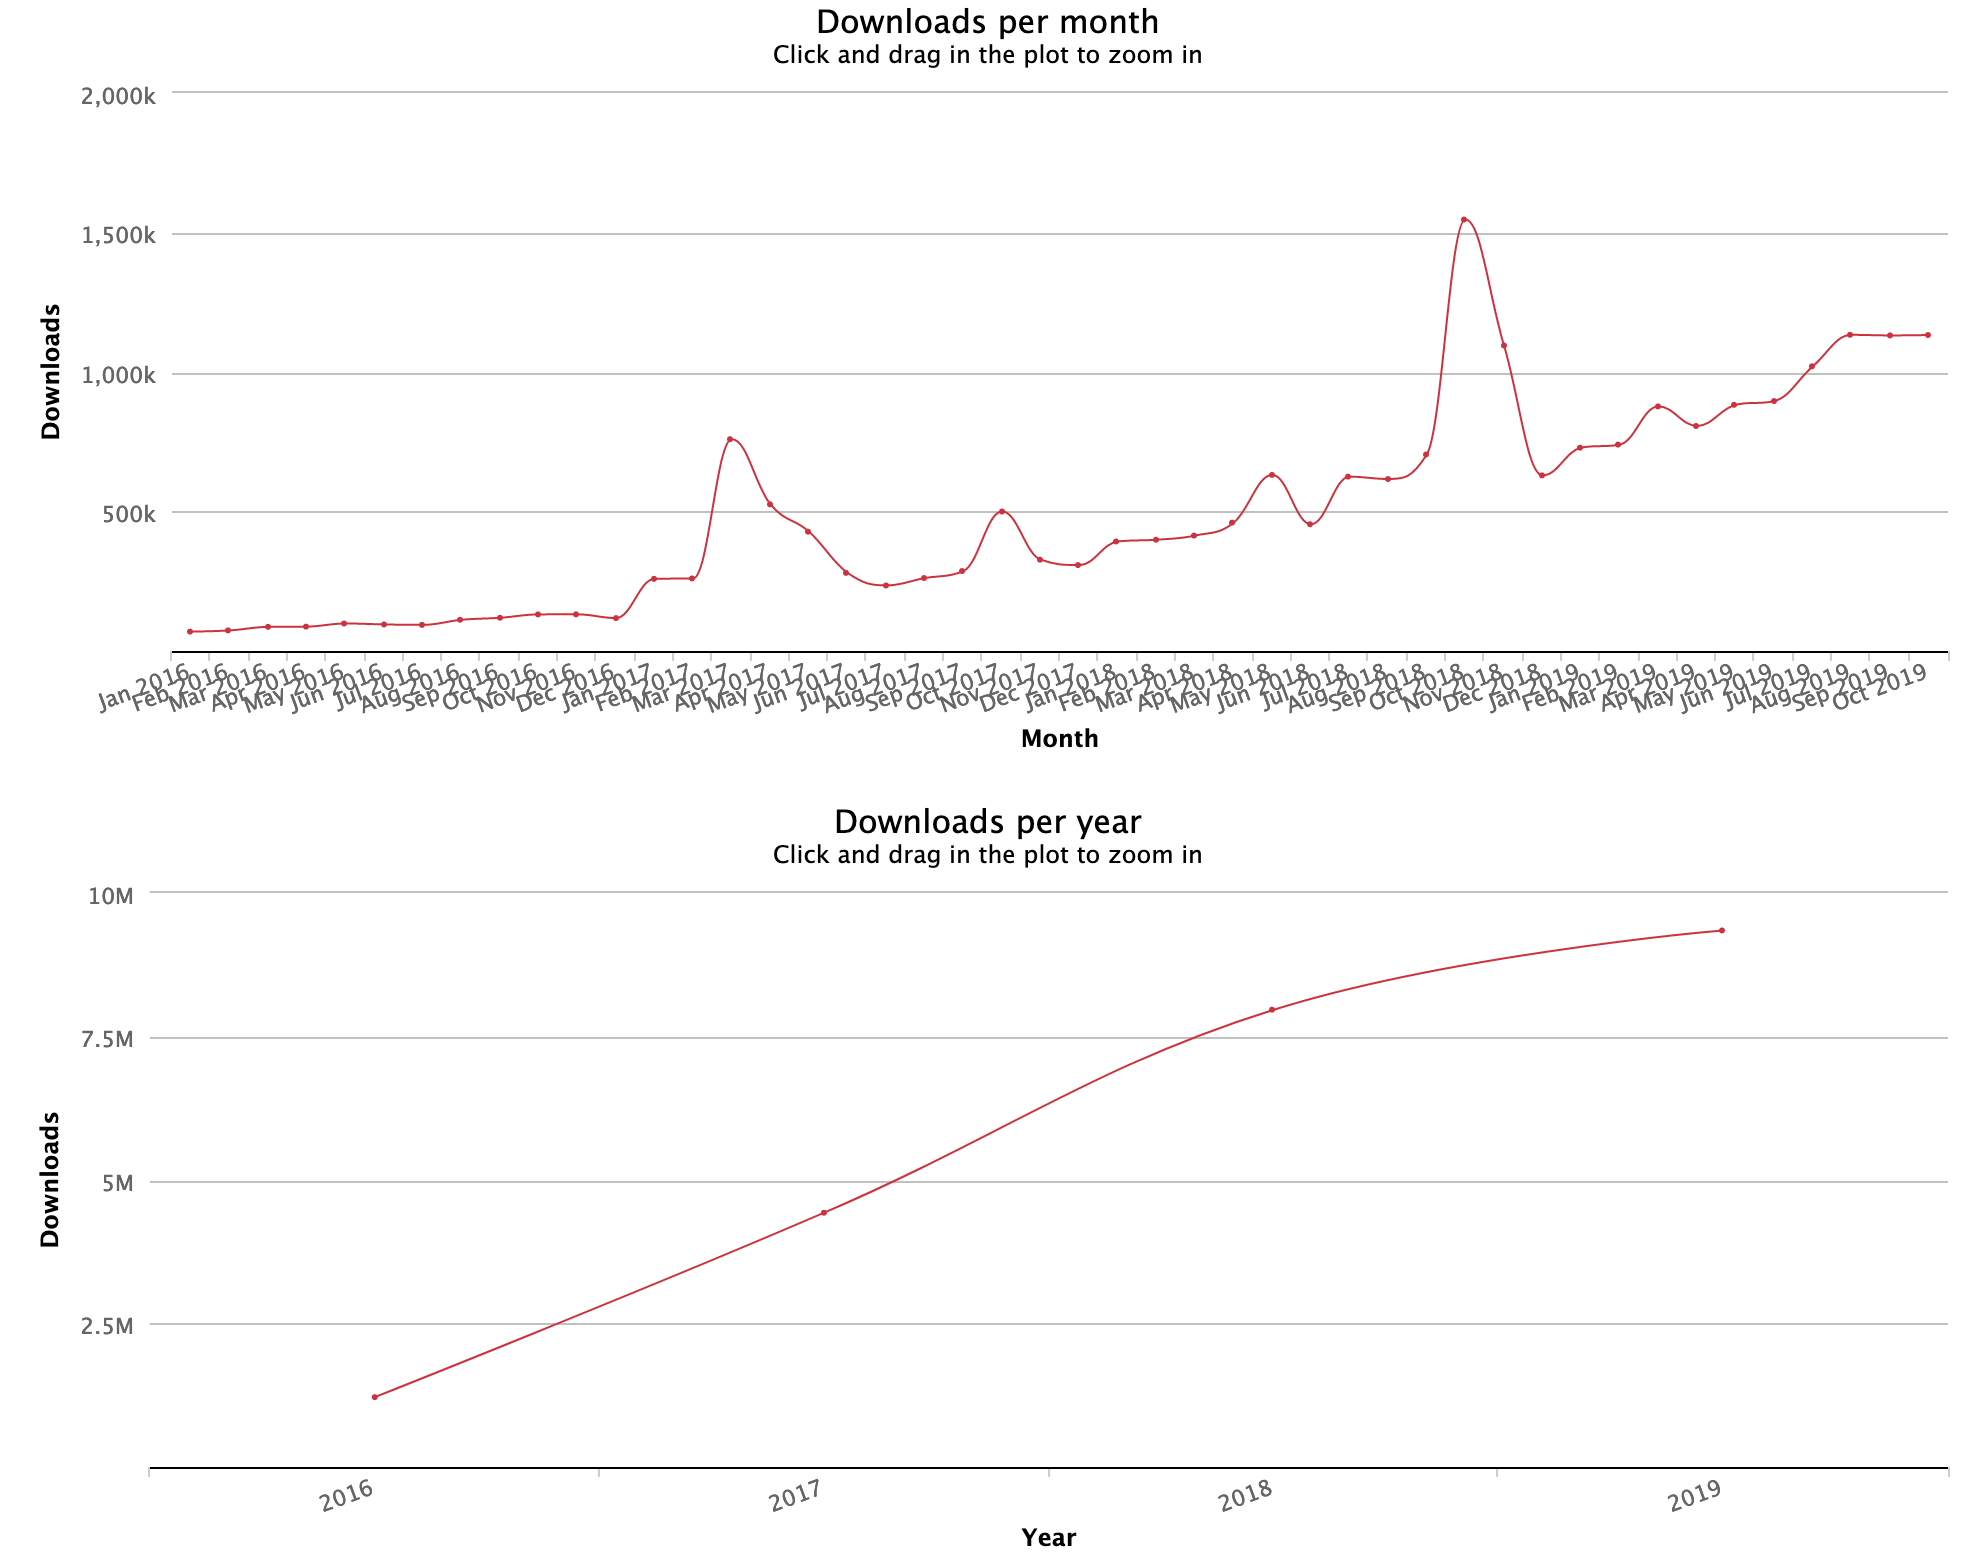 Downloads per month
Click and drag in the plot to zoom in
2,000k
1,500k
1,000k
500k
Downloads
Jan 2016
Feb 2016
Mar 2016
Apr 2016
May 2016
Jun 2016
Jul 2016
Aug 2016
Sep 2016
Oct 2016
Nov 2016
Dec 2016
Jan 2017
Feb 2017
Mar 2017
Apr 2017
May 2017
Jun 2017
Jul 2017
Aug 2017
Sep 2017
Oct 2017
Nov 2017
Dec 2017
Jan 2018
Feb 2018
Mar 2018
Apr 2018
May 2018
Jun 2018
Jul 2018
Aug 2018
Sep 2018
Oct 2018
Nov 2018
Dec 2018
Jan 2019
Feb 2019
Mar 2019
Apr 2019
May 2019
Jun 2019
Jul 2019
Aug 2019
Sep 2019
Oct 2019
Month
Downloads per year
Click and drag in the plot to zoom in
10M
7.5M
5M
2.5M
Downloads
2016
2017
2018
2019
Year